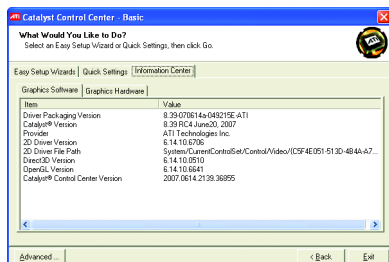 ATI Catalyst Control Center - Basic
What Would You Like to Do?
Select an Easy Setup Wizard or Quick Settings, then click Go.
ATI
Easy Setup Wizards Quick Settings Information Center
Graphics Software Graphics Hardware
Item Value
Driver Packaging Version 8.39-070614a-049215E-ATI
Catalyst® Version 8.39 RC4 June20, 2007
Provider ATI Technologies Inc.
2D Driver Version 6.14.10.6706
2D Driver File Path System/CurrentControlSet/Control/Video/{C5F4E051-513D-4B4A-A7...
Direct3D Version 6.14.10.0510
OpenGL Version 6.14.10.6641
Catalyst® Control Center Version 2007.0614.2139.36855
Advanced ... < Back Exit